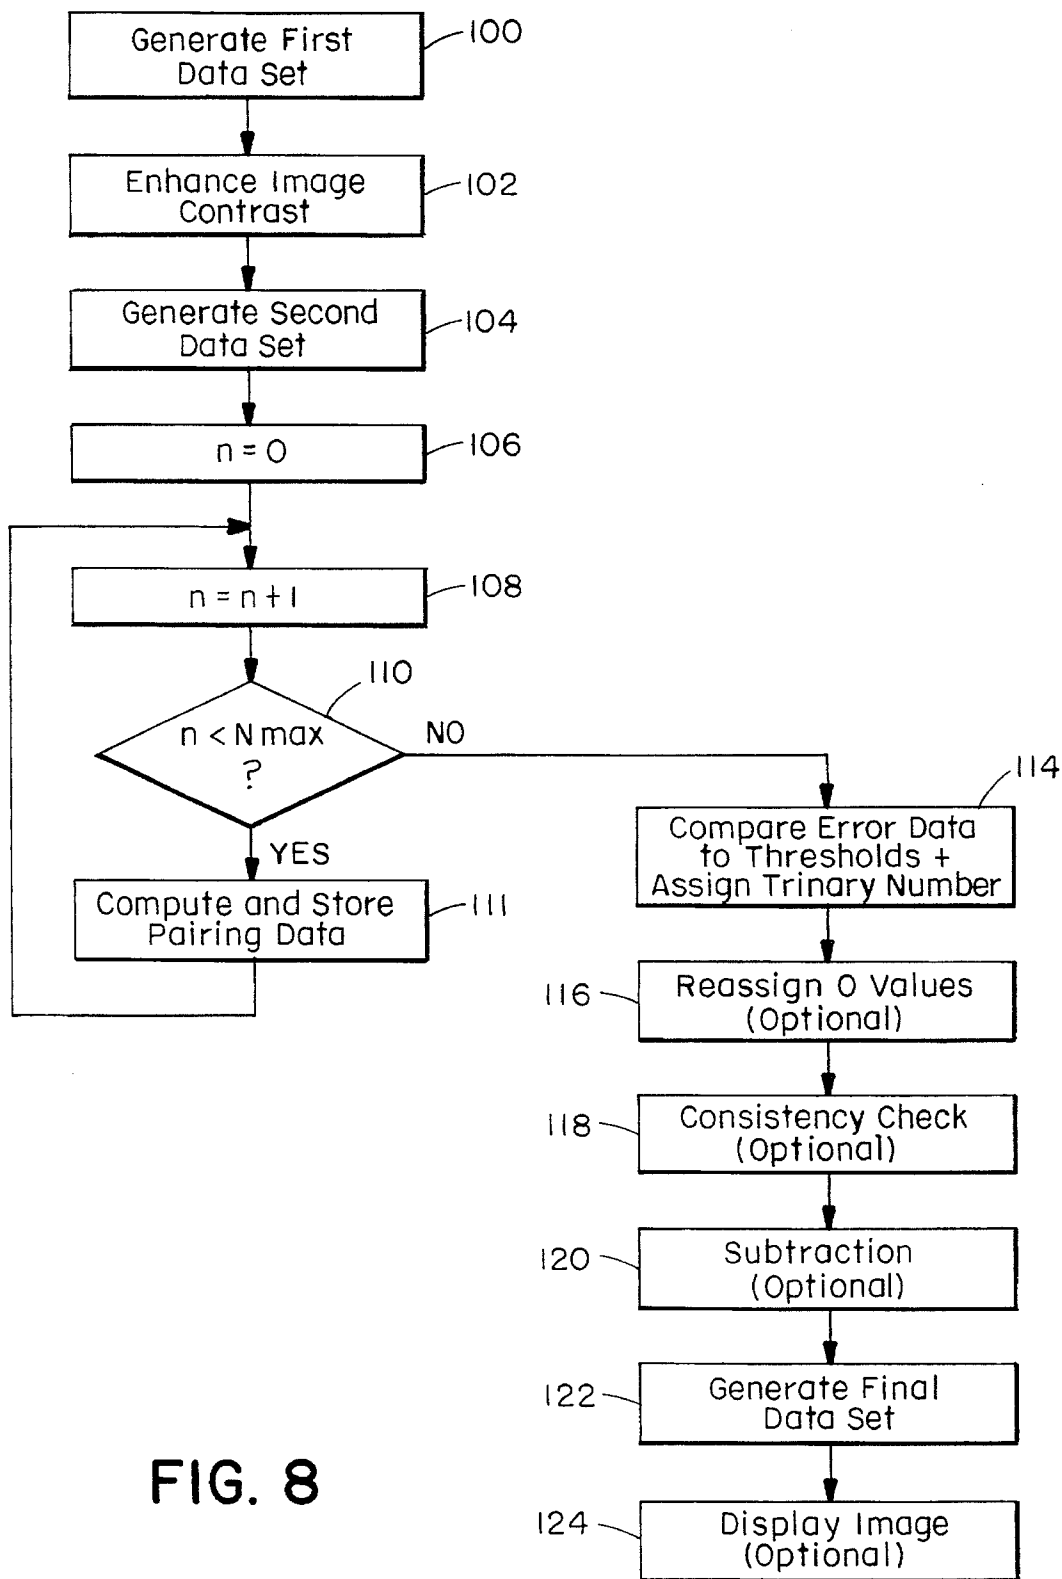 Generate First
Data Set
100
Enhance Image
Contrast
102
Generate Second
Data Set
104
n = 0
106
n = n + 1
108
110
n < N max
?
NO
YES
Compute and Store
Pairing Data
111
114
Compare Error Data
to Thresholds +
Assign Trinary Number
116
Reassign 0 Values
(Optional)
118
Consistency Check
(Optional)
120
Subtraction
(Optional)
122
Generate Final
Data Set
124
Display Image
(Optional)
FIG. 8